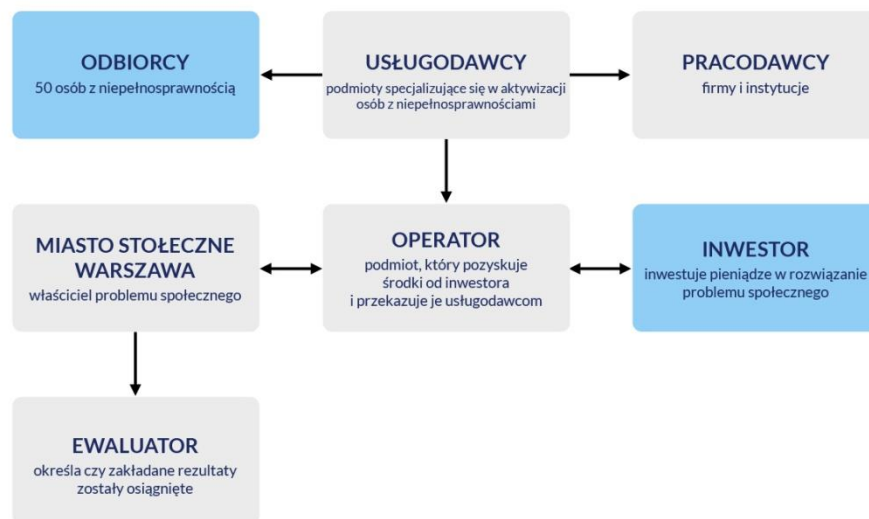 ODBIORCY
50 osób z niepełnosprawnością
USŁUGODAWCY
podmioty specjalizujące się w aktywizacji
osób z niepełnosprawnościami
PRACODAWCY
firmy i instytucje
MIASTO STOŁECZNE
WARSZAWA
właściciel problemu społecznego
OPERATOR
podmiot, który pozyskuje
środki od inwestora
i przekazuje je usługodawcom
INWESTOR
inwestuje pieniądze w rozwiązanie
problemu społecznego
EWALUATOR
określa czy zakładane rezultaty
zostały osiągnięte